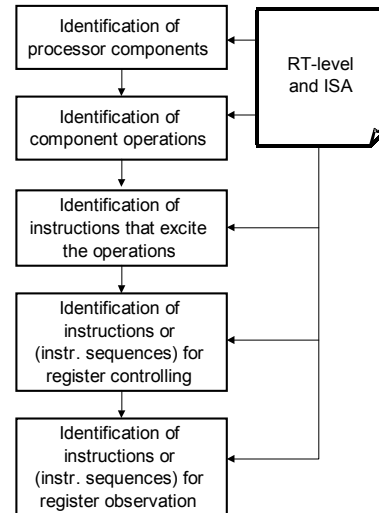 Identification of
processor components
RT-level
and ISA
Identification of
component operations
Identification of
instructions that excite
the operations
Identification of
instructions or
(instr. sequences) for
register controlling
Identification of
instructions or
(instr. sequences) for
register observation